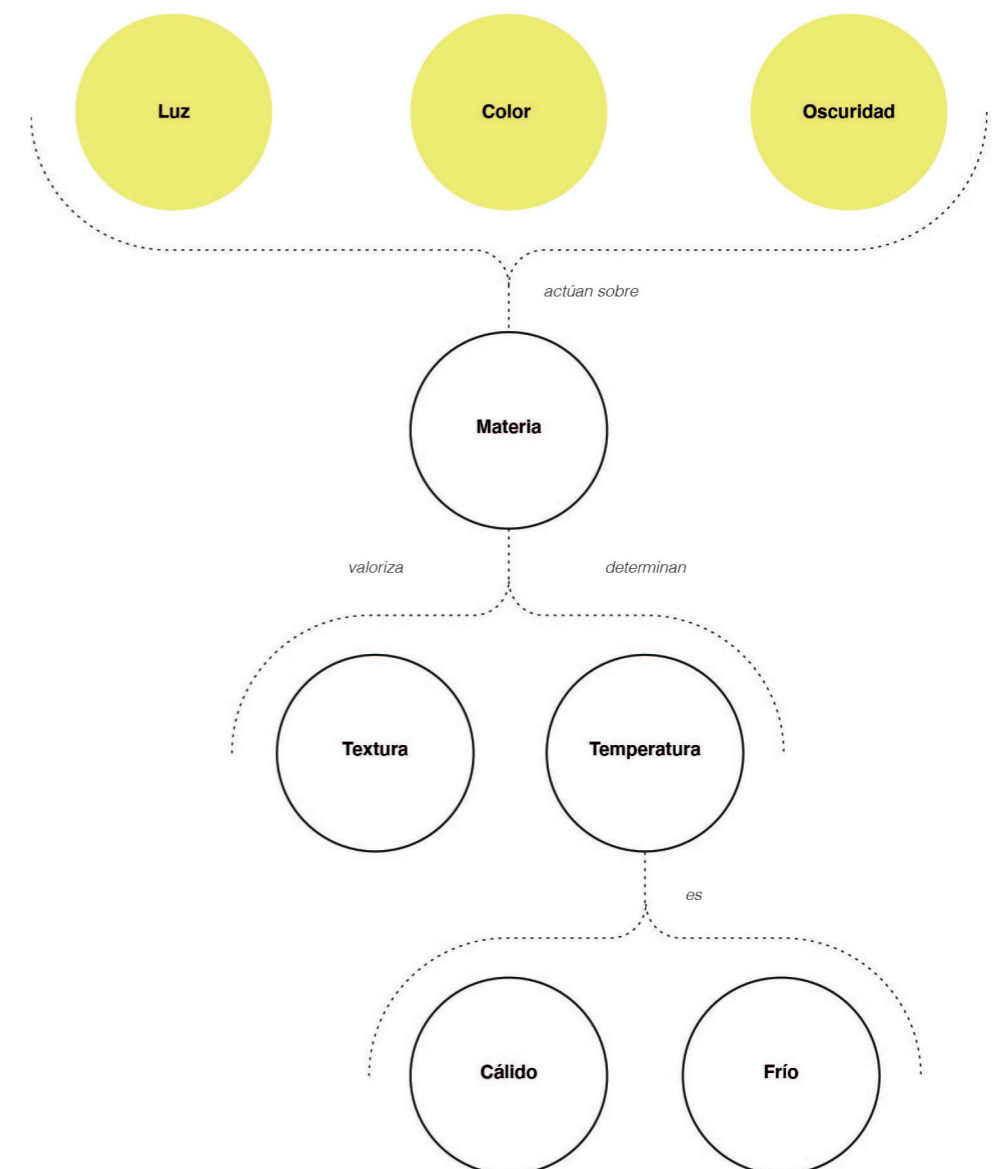 Luz
Color
Oscuridad
actúan sobre
Materia
valoriza
determinan
Textura
Temperatura
es
Cálido
Frío